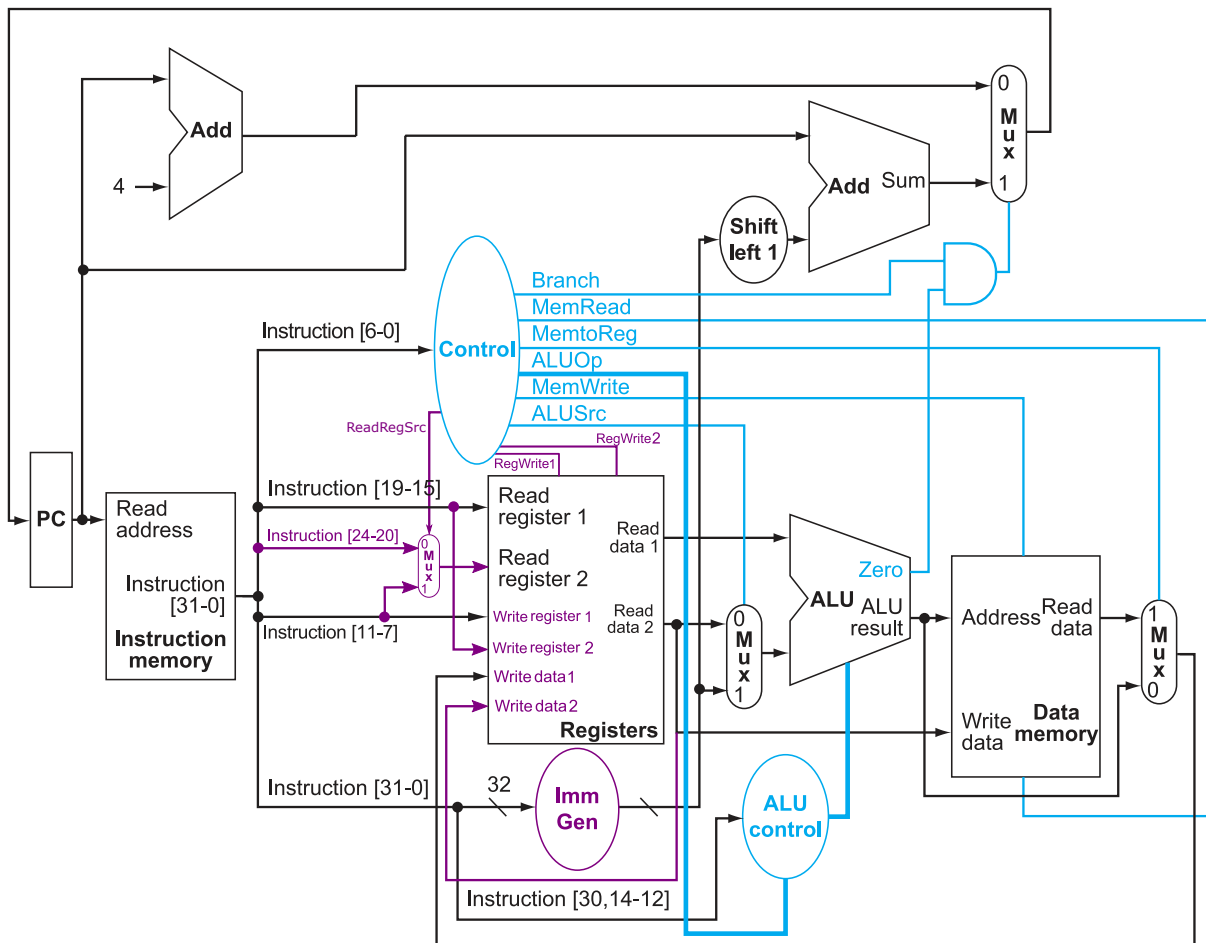 Add
4
0
Mux
1
Add
Sum
Shift
left 1
Branch
MemRead
MemtoReg
ALUOp
MemWrite
ALUSrc
Control
Instruction [6-0]
ReadRegSrc
RegWrite2
RegWrite1
PC
Read
address
Instruction
[31-0]
Instruction
memory
Instruction [19-15]
Instruction [24-20]
Instruction [11-7]
0
Mux
1
Read
register 1
Read
register 2
Write register 1
Write register 2
Write data1
Write data2
Read
data 1
Read
data 2
Registers
0
Mux
1
Zero
ALU
ALU
result
Address
Read
data
Write
data
Data
memory
1
Mux
0
Instruction [31-0]
32
Imm
Gen
ALU
control
Instruction [30,14-12]